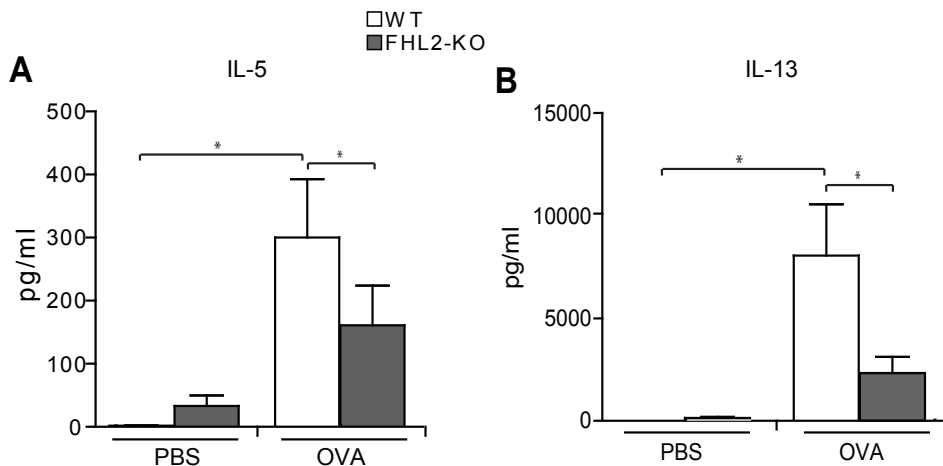 WT
FHL2-KO
A
IL-5
pg/ml
500
400
300
200
100
0
*
*
PBS
OVA
B
IL-13
pg/ml
15000
10000
5000
0
*
*
PBS
OVA